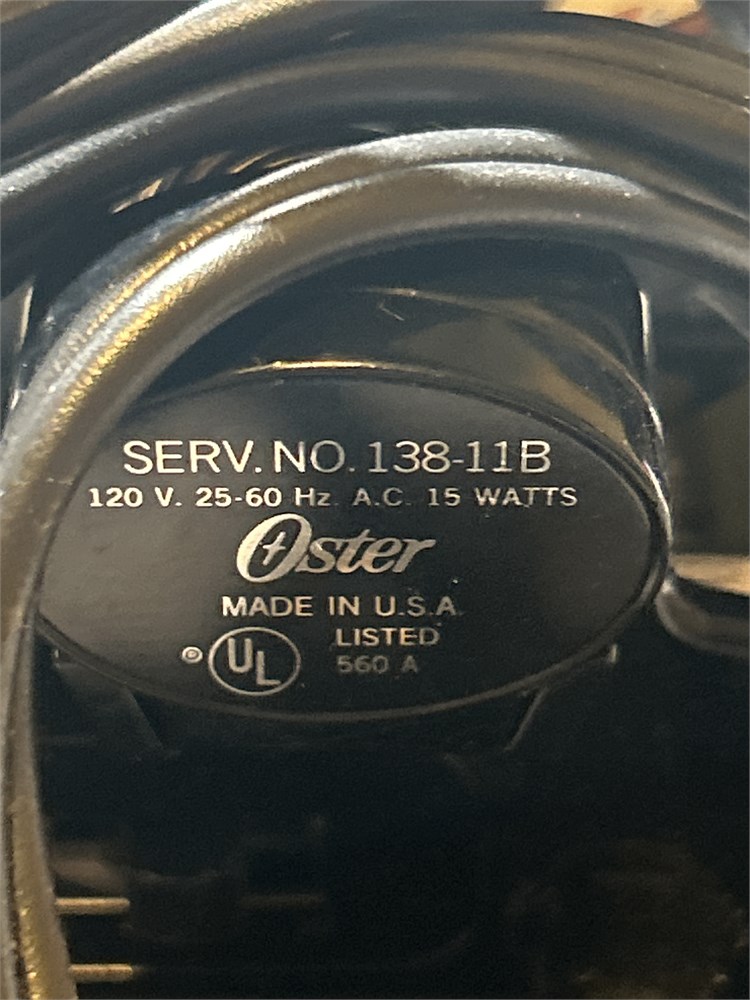 SERV. NO. 138-11B
120 V. 25-60 Hz. A.C. 15 WATTS
Oster
MADE IN U.S.A.
® UL LISTED
560 A